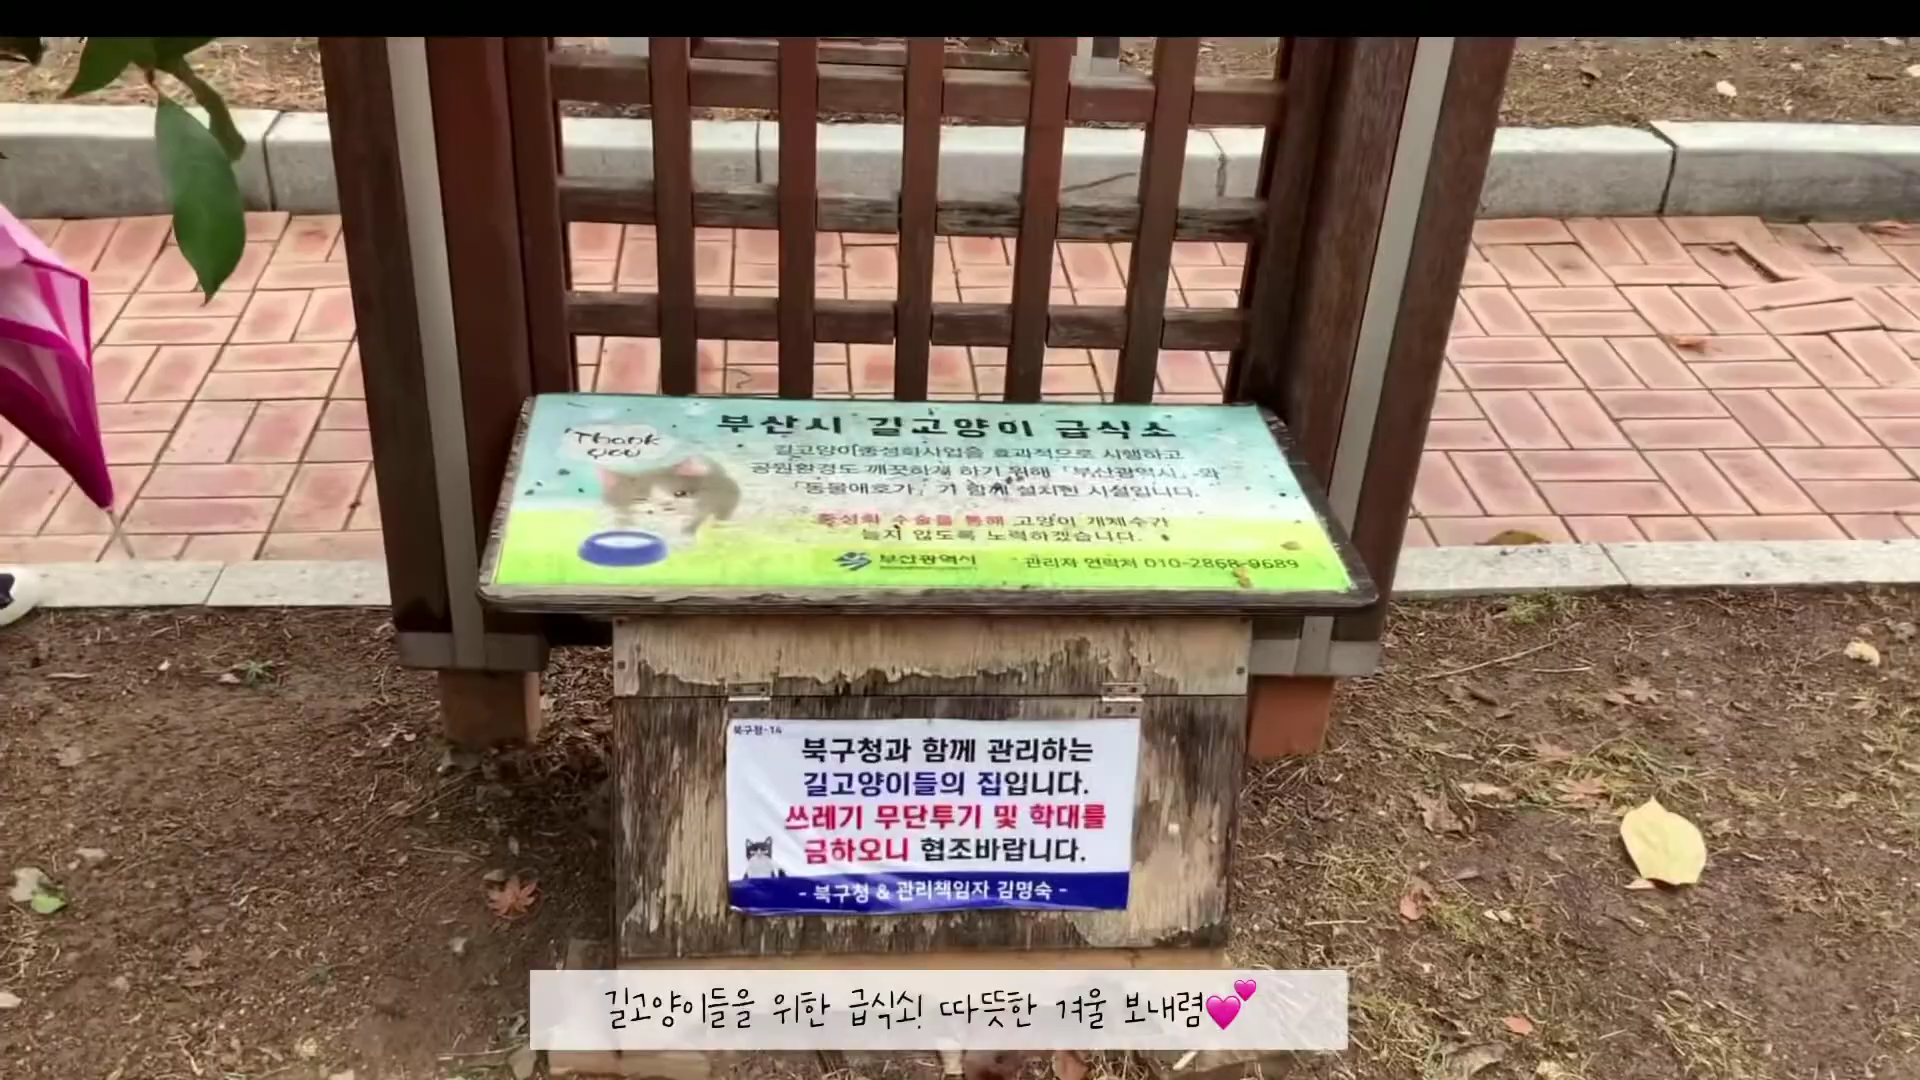 Thank
you
부산시 길고양이 급식소
길고양이중성화사업을 효과적으로 시행하고
공원환경도 깨끗하게 하기 위해 「부산광역시」와
「동물애호가」가 함께 설치한 시설입니다.
중성화 수술을 통해 고양이 개체수가
늘지 않도록 노력하겠습니다.
부산광역시 관리자 연락처 010-2868-9689
북구청-14
북구청과 함께 관리하는
길고양이들의 집입니다.
쓰레기 무단투기 및 학대를
금하오니 협조바랍니다.
- 북구청 & 관리책임자 김명숙 -
길고양이들을 위한 급식소! 따뜻한 겨울 보내렴💕